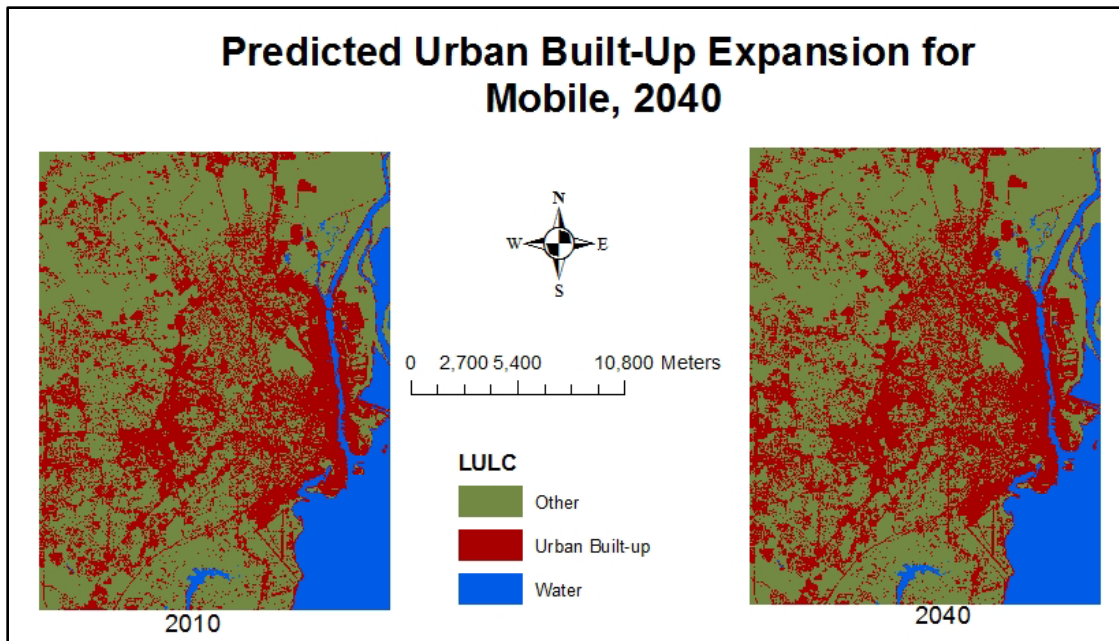 Predicted Urban Built-Up Expansion for
Mobile, 2040
N
W E
S
0 2,700 5,400 10,800 Meters
LULC
Other
Urban Built-up
Water
2010
2040